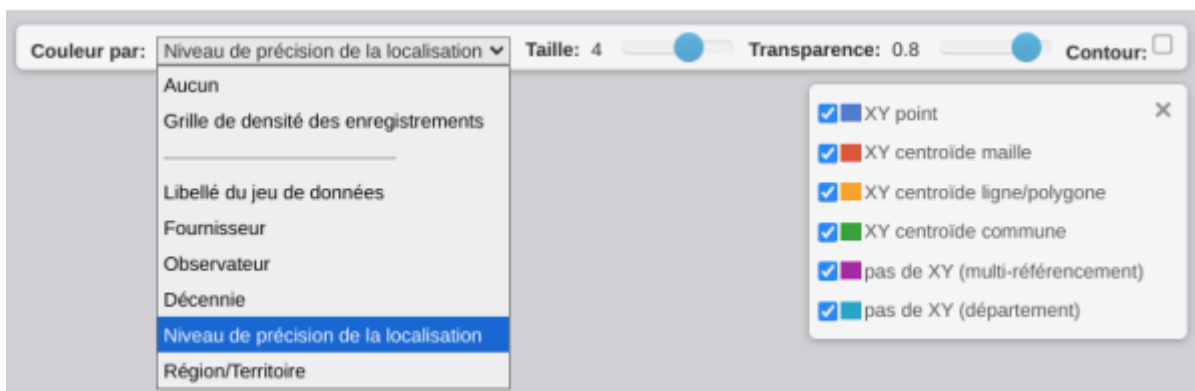 Couleur par: Niveau de précision de la localisation Taille: 4 Transparence: 0.8 Contour:
Aucun
Grille de densité des enregistrements
Libellé du jeu de données
Fournisseur
Observateur
Décennie
Niveau de précision de la localisation
Région/Territoire
XY point
XY centroïde maille
XY centroïde ligne/polygone
XY centroïde commune
pas de XY (multi-référencement)
pas de XY (département)